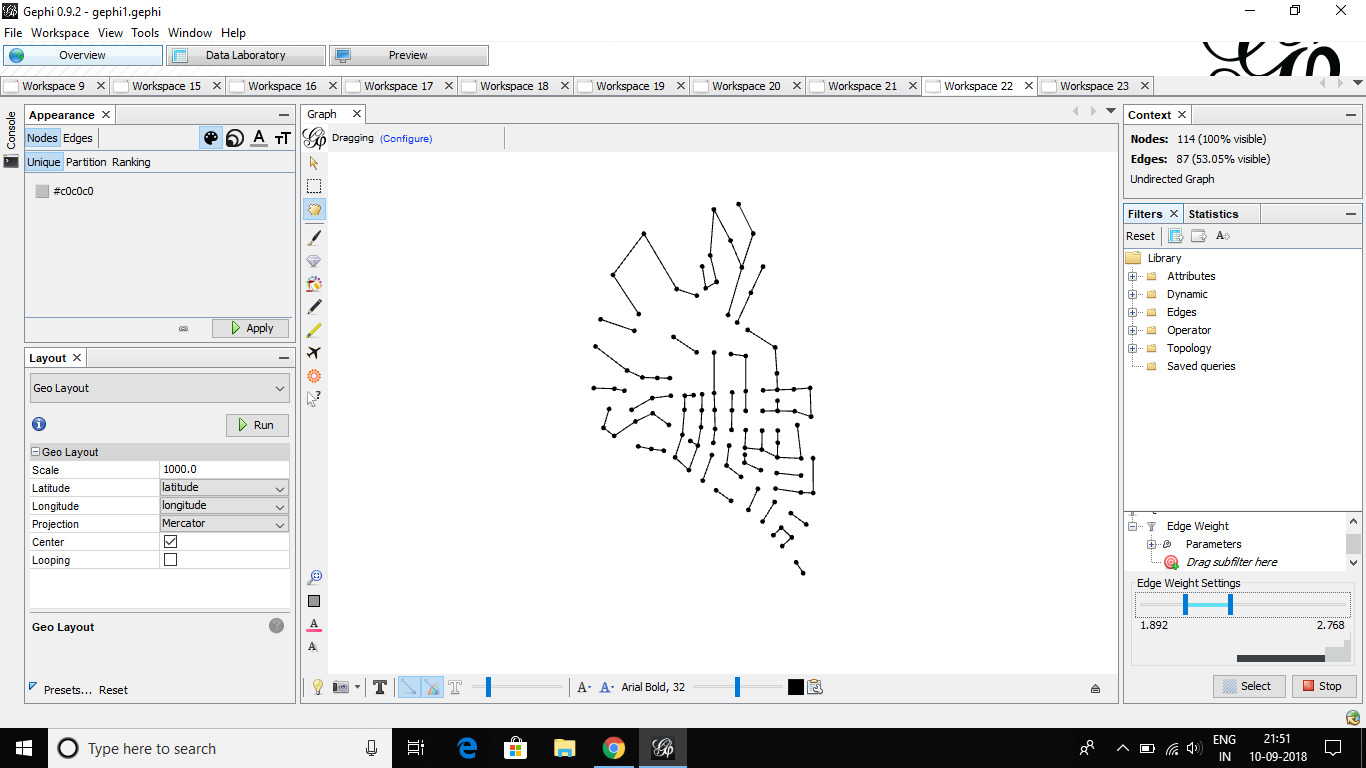 Gephi 0.9.2 - gephi1.gephi
File Workspace View Tools Window Help
Overview Data Laboratory Preview
Workspace 9 Workspace 15 Workspace 16 Workspace 17 Workspace 18 Workspace 19 Workspace 20 Workspace 21 Workspace 22 Workspace 23
Console
Appearance
Nodes Edges
Unique Partition Ranking
#c0c0c0
Apply
Layout
Geo Layout
Run
Geo Layout
Scale 1000.0
Latitude latitude
Longitude longitude
Projection Mercator
Center
Looping
Geo Layout
Presets... Reset
Graph
Dragging (Configure)
Arial Bold, 32
Context
Nodes: 114 (100% visible)
Edges: 87 (53.05% visible)
Undirected Graph
Filters Statistics
Reset
Library
Attributes
Dynamic
Edges
Operator
Topology
Saved queries
Edge Weight
Parameters
Drag subfilter here
Edge Weight Settings
1.892 2.768
Select Stop
Type here to search
ENG
IN
21:51
10-09-2018